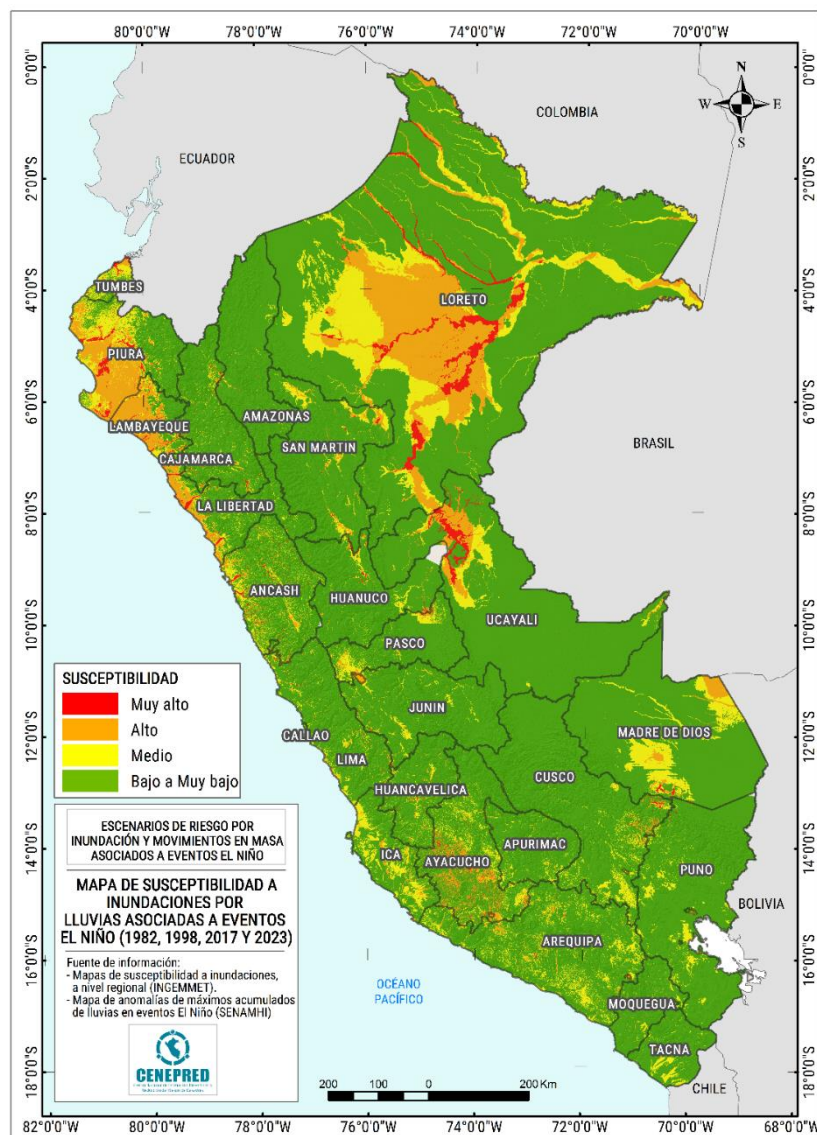 80°0'0"W 78°0'0"W 76°0'0"W 74°0'0"W 72°0'0"W 70°0'0"W
0°0'0"
2°0'0"S
4°0'0"S
6°0'0"S
8°0'0"S
10°0'0"S
12°0'0"S
14°0'0"S
16°0'0"S
18°0'0"S
N
W E
S
COLOMBIA
ECUADOR
TUMBES
LORETO
PIURA
AMAZONAS
LAMBAYEQUE
SAN MARTIN
BRASIL
CAJAMARCA
LA LIBERTAD
ANCASH
HUANUCO
UCAYALI
PASCO
JUNIN
MADRE DE DIOS
CALLAO
LIMA
CUSCO
HUANCAVELICA
APURIMAC
ICA
AYACUCHO
PUNO
BOLIVIA
AREQUIPA
OCÉANO
PACÍFICO
MOQUEGUA
TACNA
CHILE
SUSCEPTIBILIDAD
Muy alto
Alto
Medio
Bajo a Muy bajo
ESCENARIOS DE RIESGO POR
INUNDACIÓN Y MOVIMIENTOS EN MASA
ASOCIADOS A EVENTOS EL NIÑO
MAPA DE SUSCEPTIBILIDAD A
INUNDACIONES POR
LLUVIAS ASOCIADAS A EVENTOS
EL NIÑO (1982, 1998, 2017 Y 2023)
Fuente de información:
- Mapas de susceptibilidad a inundaciones,
a nivel regional (INGEMMET).
- Mapa de anomalías de máximos acumulados
de lluvias en eventos El Niño (SENAMHI)
CENEPRED
200 100 0 200 Km
0°0'0"
2°0'0"S
4°0'0"S
6°0'0"S
8°0'0"S
10°0'0"S
12°0'0"S
14°0'0"S
16°0'0"S
18°0'0"S
82°0'0"W 80°0'0"W 78°0'0"W 76°0'0"W 74°0'0"W 72°0'0"W 70°0'0"W 68°0'0"W